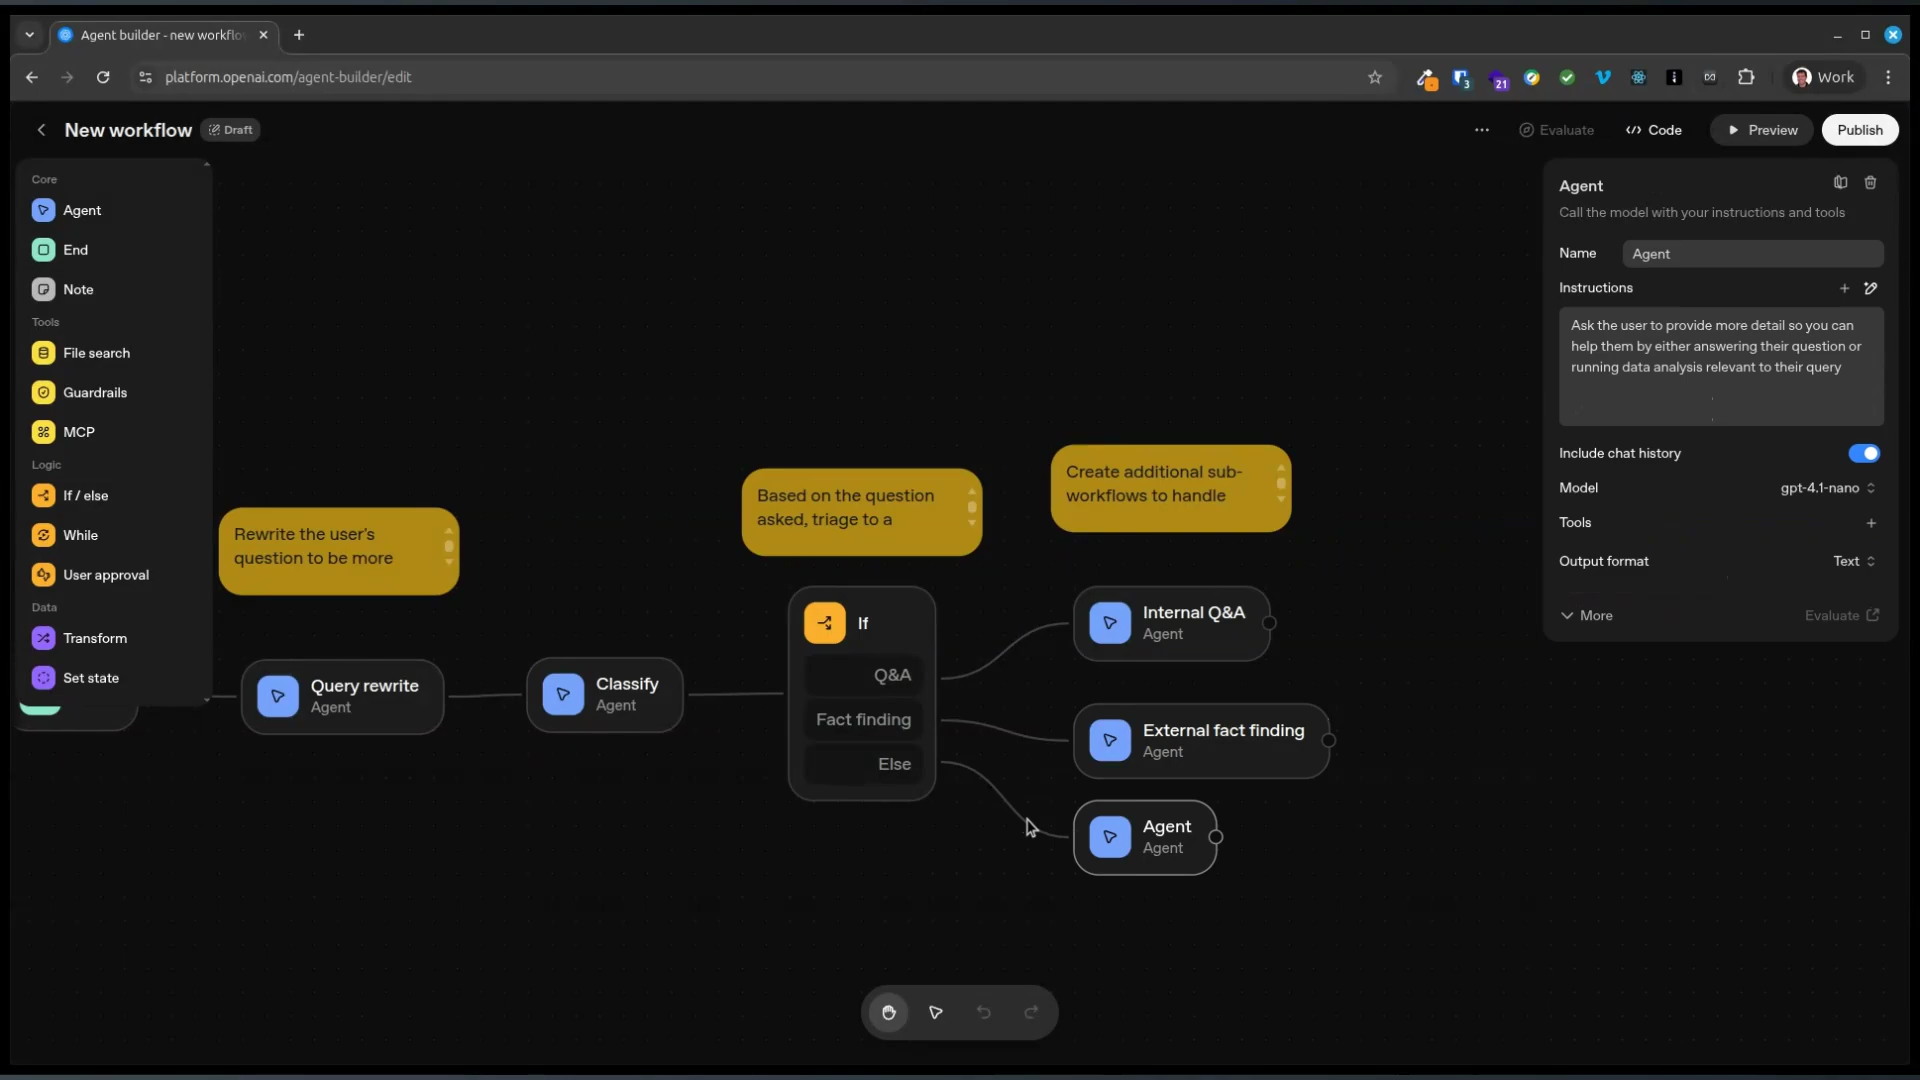 Agent builder - new workflo
platform.openai.com/agent-builder/edit
3
21
Work
New workflow
Draft
Evaluate
Code
Preview
Publish
Core
Agent
End
Note
Tools
File search
Guardrails
MCP
Logic
If / else
While
User approval
Data
Transform
Set state
Rewrite the user's
question to be more
Based on the question
asked, triage to a
Create additional sub-
workflows to handle
Query rewrite
Agent
Classify
Agent
If
Q&A
Fact finding
Else
Internal Q&A
Agent
External fact finding
Agent
Agent
Agent
Agent
Call the model with your instructions and tools
Name
Agent
Instructions
Ask the user to provide more detail so you can
help them by either answering their question or
running data analysis relevant to their query
Include chat history
Model
gpt-4.1-nano
Tools
Output format
Text
More
Evaluate